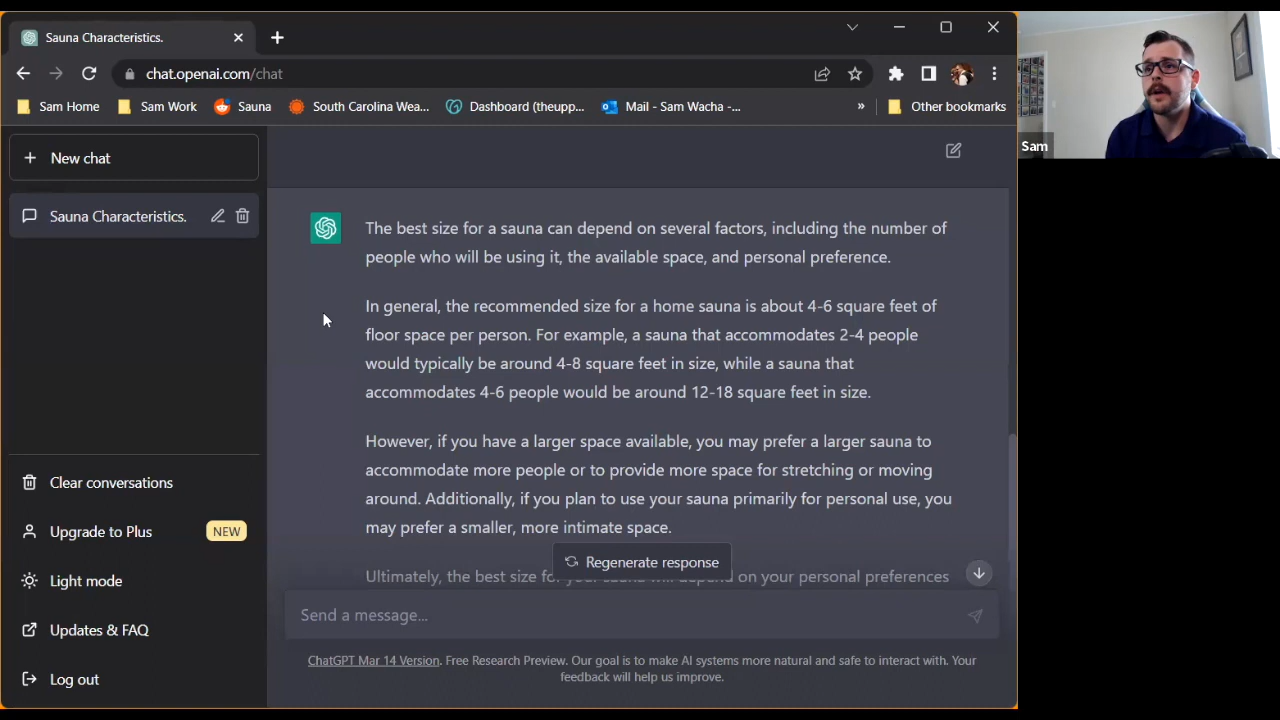 Sauna Characteristics.
chat.openai.com/chat
Sam Home
Sam Work
Sauna
South Carolina Wea...
Dashboard (theupp...
Mail - Sam Wacha -...
»
Other bookmarks
+ New chat
Sauna Characteristics.
The best size for a sauna can depend on several factors, including the number of
people who will be using it, the available space, and personal preference.
In general, the recommended size for a home sauna is about 4-6 square feet of
floor space per person. For example, a sauna that accommodates 2-4 people
would typically be around 4-8 square feet in size, while a sauna that
accommodates 4-6 people would be around 12-18 square feet in size.
However, if you have a larger space available, you may prefer a larger sauna to
accommodate more people or to provide more space for stretching or moving
around. Additionally, if you plan to use your sauna primarily for personal use, you
may prefer a smaller, more intimate space.
Ultimately, the best size for your sauna will depend on your personal preferences
Regenerate response
Send a message...
ChatGPT Mar 14 Version. Free Research Preview. Our goal is to make AI systems more natural and safe to interact with. Your
feedback will help us improve.
Clear conversations
Upgrade to Plus
NEW
Light mode
Updates & FAQ
Log out
Sam